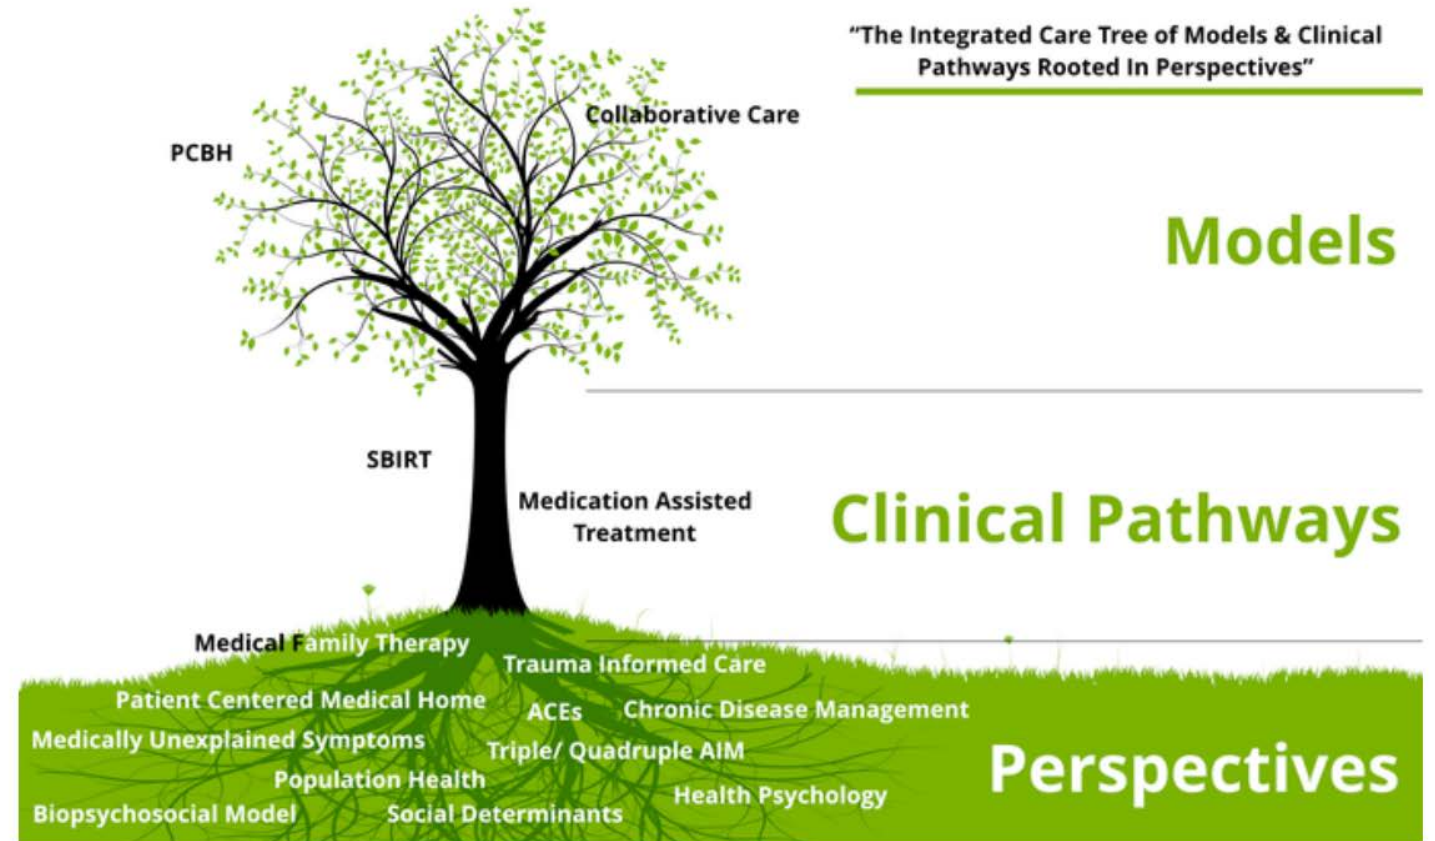 “The Integrated Care Tree of Models & Clinical
Pathways Rooted In Perspectives”
Collaborative Care
PCBH
Models
SBIRT
Medication Assisted
Treatment
Clinical Pathways
Medical Family Therapy
Trauma Informed Care
Patient Centered Medical Home
ACEs
Chronic Disease Management
Medically Unexplained Symptoms
Triple/ Quadruple AIM
Perspectives
Population Health
Health Psychology
Biopsychosocial Model
Social Determinants